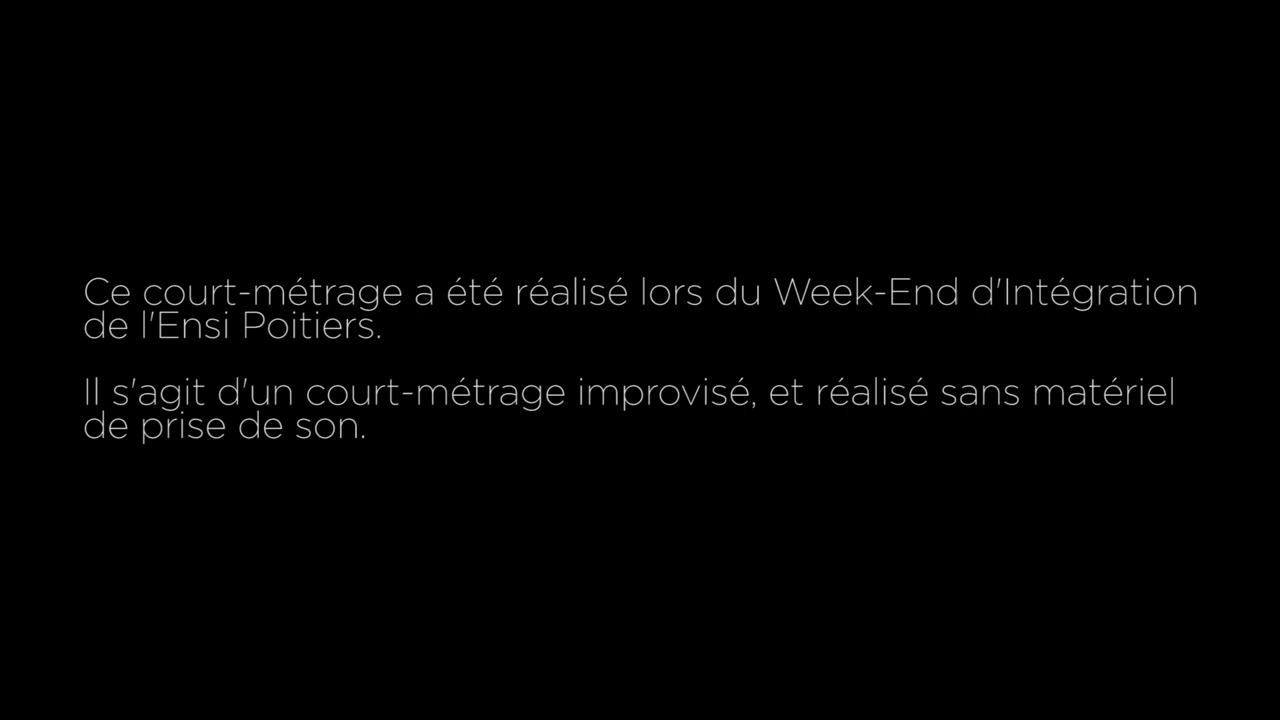 Ce court-métrage a été réalisé lors du Week-End d'Intégration
de l'Ensi Poitiers.
Il s'agit d'un court-métrage improvisé, et réalisé sans matériel
de prise de son.